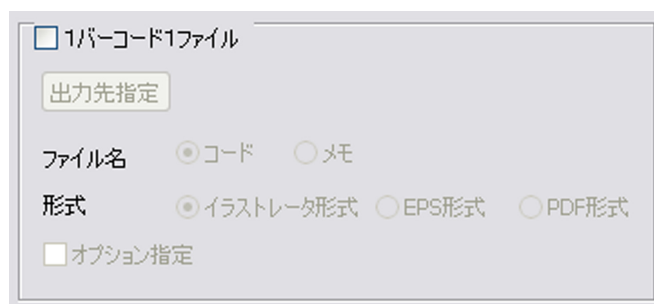 1バーコード1ファイル
出力先指定
ファイル名 コード メモ
形式 イラストレータ形式 EPS形式 PDF形式
オプション指定